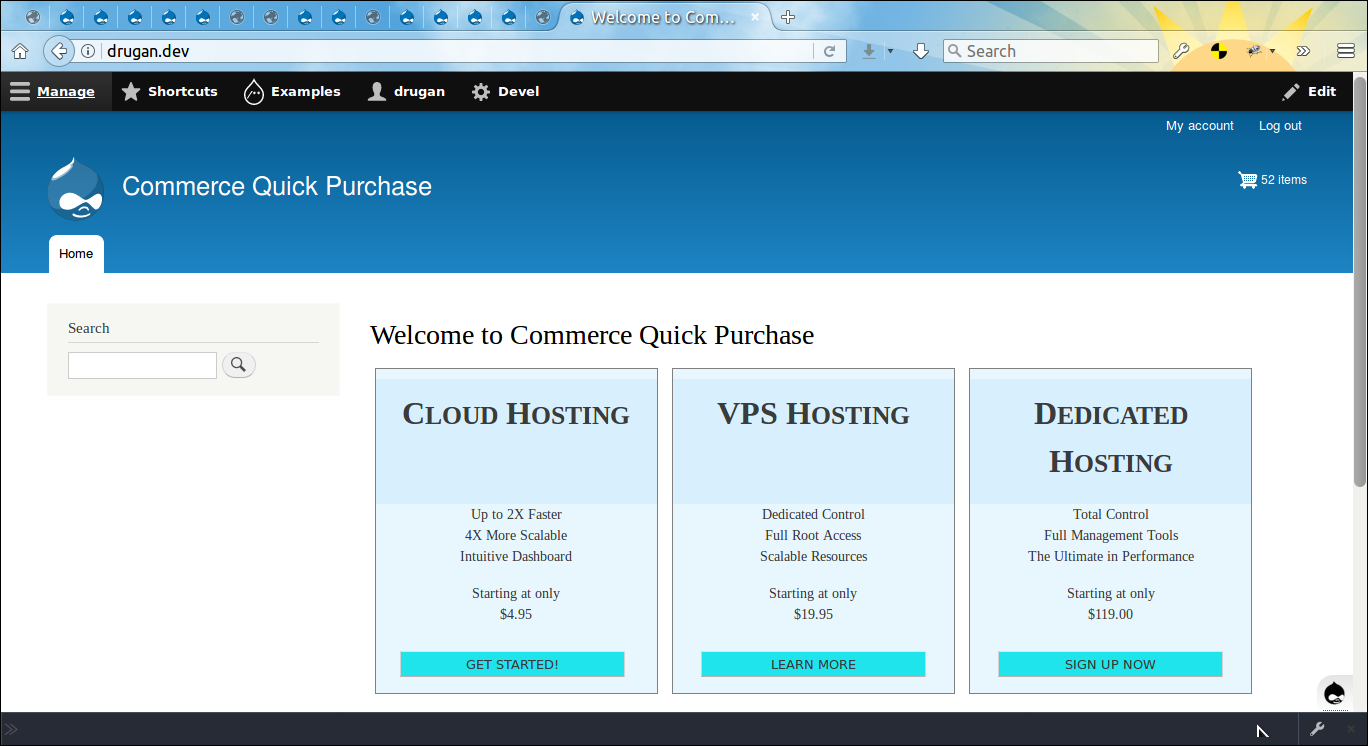 Welcome to Com...
drugan.dev
Search
Manage
Shortcuts
Examples
drugan
Devel
Edit
My account
Log out
Commerce Quick Purchase
52 items
Home
Search
Welcome to Commerce Quick Purchase
CLOUD HOSTING
Up to 2X Faster
4X More Scalable
Intuitive Dashboard
Starting at only
$4.95
GET STARTED!
VPS HOSTING
Dedicated Control
Full Root Access
Scalable Resources
Starting at only
$19.95
LEARN MORE
DEDICATED
HOSTING
Total Control
Full Management Tools
The Ultimate in Performance
Starting at only
$119.00
SIGN UP NOW